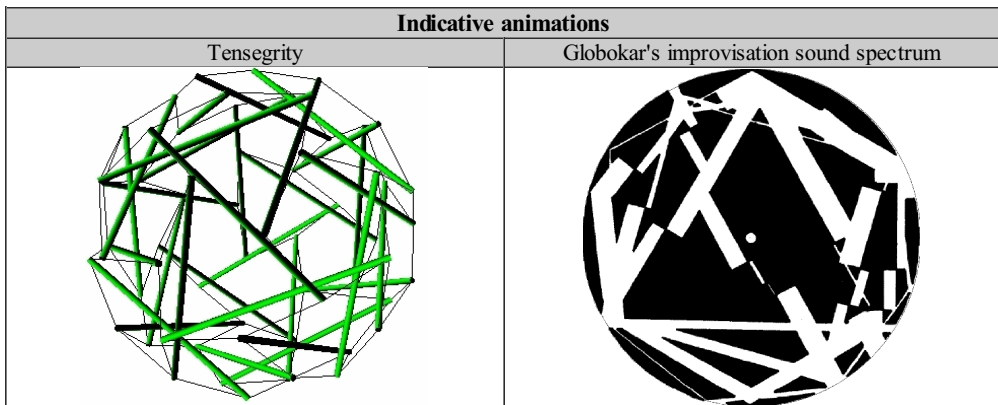 Indicative animations
Tensegrity
Globokar's improvisation sound spectrum